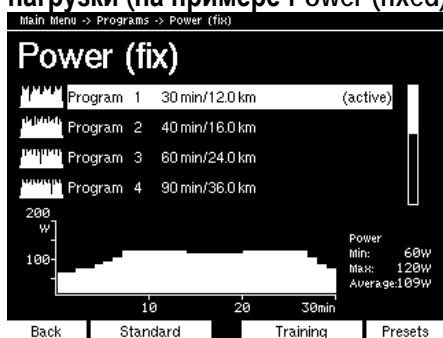 нагрузки (на примере Power (fixed)
Main Menu -> Programs -> Power (fix)
Power (fix)
Program 1 30 min/12.0 km (active)
Program 2 40 min/16.0 km
Program 3 60 min/24.0 km
Program 4 90 min/36.0 km
200
W
100-
10 20 30min
Power
Min: 60W
Max: 120W
Average:109W
Back Standard Training Presets